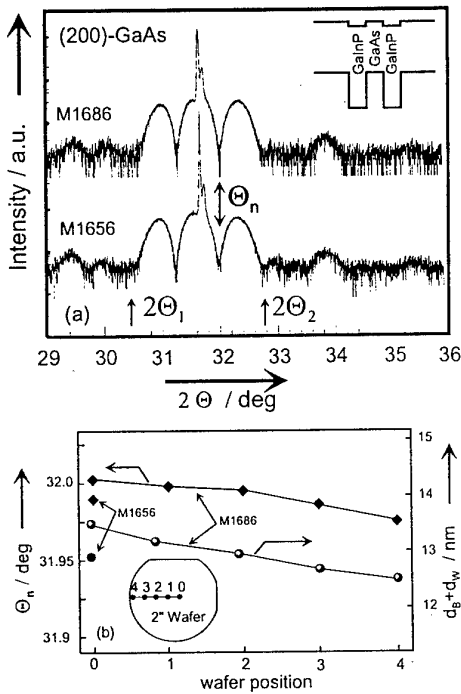 (200)-GaAs
GaInP
GaAs
GaInP
M1686
Θn
M1656
(a)
2Θ1
2Θ2
Intensity / a.u.
29 30 31 32 33 34 35 36
2 Θ / deg
15
32.0
14
M1656
M1686
13
31.95
4 3 2 1 0
2" Wafer
12
31.9
(b)
0 1 2 3 4
wafer position
Θn / deg
dB+dW / nm